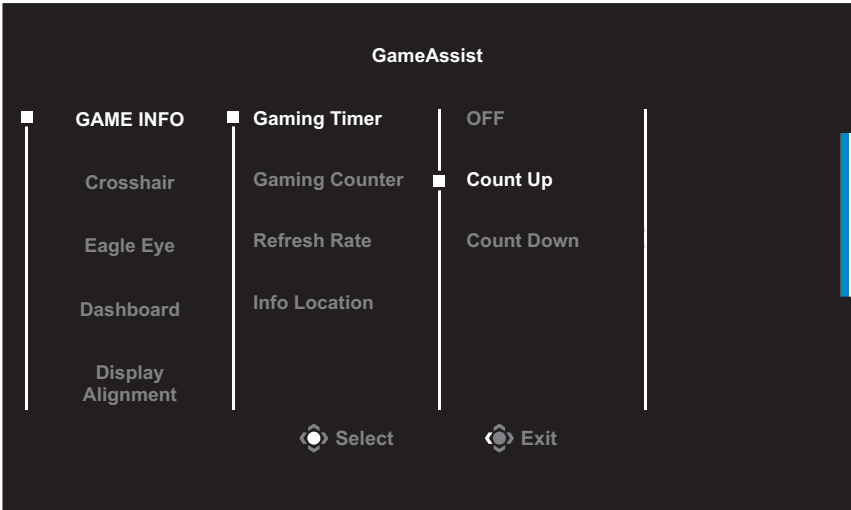 GameAssist
GAME INFO
Crosshair
Eagle Eye
Dashboard
Display
Alignment
Gaming Timer
Gaming Counter
Refresh Rate
Info Location
OFF
Count Up
Count Down
Select
Exit